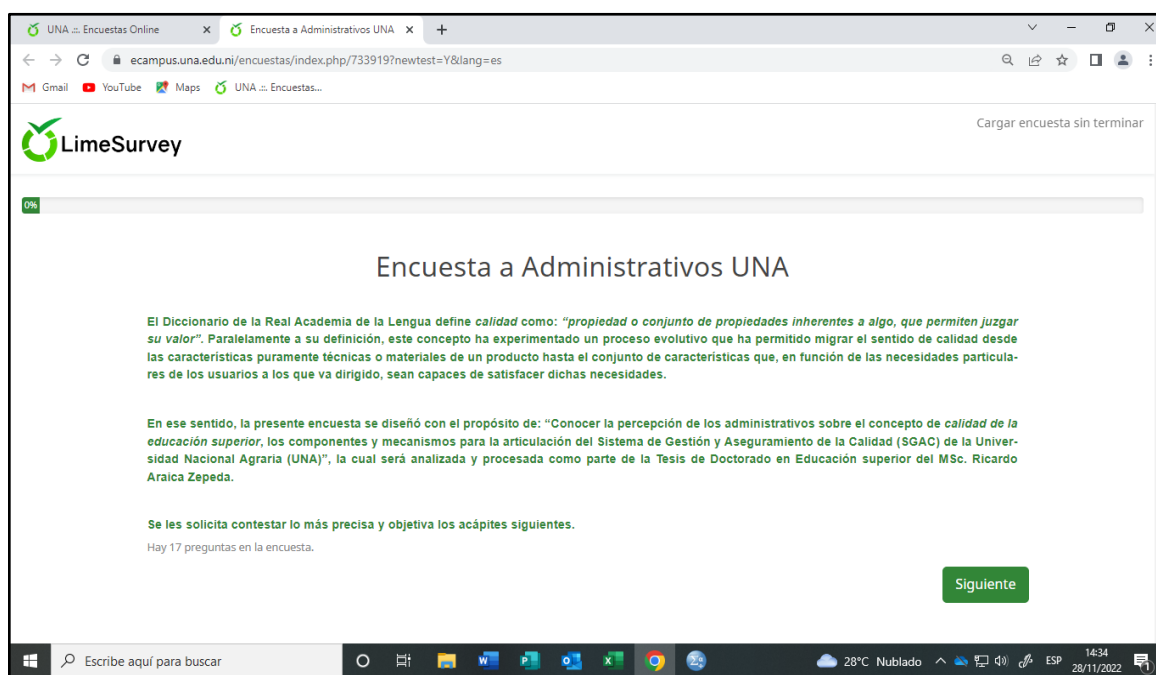 UNA .::. Encuestas Online
Encuesta a Administrativos UNA
ecampus.una.edu.ni/encuestas/index.php/733919?newtest=Y&lang=es
Gmail YouTube Maps UNA .::. Encuestas...
LimeSurvey
Cargar encuesta sin terminar
0%
Encuesta a Administrativos UNA
El Diccionario de la Real Academia de la Lengua define calidad como: “propiedad o conjunto de propiedades inherentes a algo, que permiten juzgar
su valor”. Paralelamente a su definición, este concepto ha experimentado un proceso evolutivo que ha permitido migrar el sentido de calidad desde
las características puramente técnicas o materiales de un producto hasta el conjunto de características que, en función de las necesidades particula-
res de los usuarios a los que va dirigido, sean capaces de satisfacer dichas necesidades.
En ese sentido, la presente encuesta se diseñó con el propósito de: “Conocer la percepción de los administrativos sobre el concepto de calidad de la
educación superior, los componentes y mecanismos para la articulación del Sistema de Gestión y Aseguramiento de la Calidad (SGAC) de la Univer-
sidad Nacional Agraria (UNA)”, la cual será analizada y procesada como parte de la Tesis de Doctorado en Educación superior del MSc. Ricardo
Araica Zepeda.
Se les solicita contestar lo más precisa y objetiva los acápites siguientes.
Hay 17 preguntas en la encuesta.
Siguiente
Escribe aquí para buscar
28°C Nublado
ESP
14:34
28/11/2022